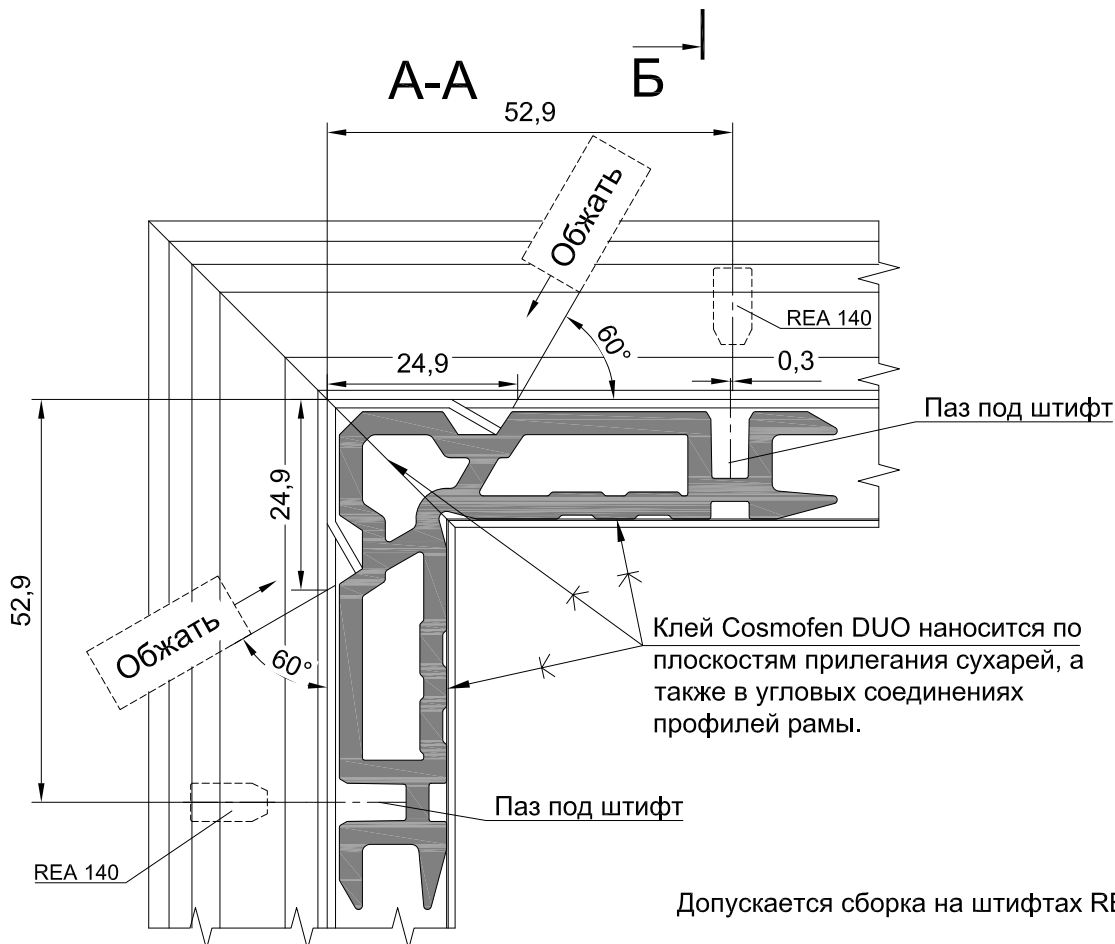 А-А
Б
52,9
Обжать
REA 140
60°
24,9
0,3
Паз под штифт
24,9
52,9
Обжать
60°
Клей Cosmofen DUO наносится по
плоскостям прилегания сухарей, а
также в угловых соединениях
профилей рамы.
Паз под штифт
REA 140
Допускается сборка на штифтах